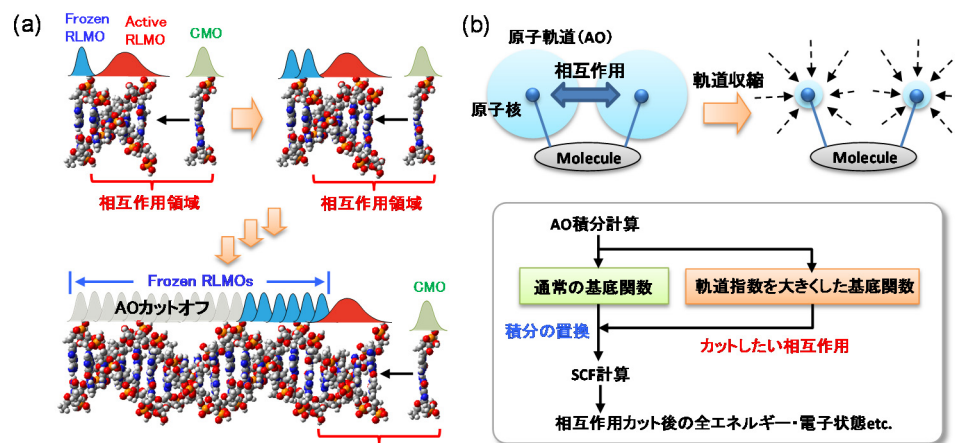 (a)
Frozen
RLMO
Active
RLMO
CMO
相互作用領域
相互作用領域
Frozen RLMOs
AOカットオフ
CMO
(b)
原子軌道(AO)
相互作用
原子核
Molecule
軌道収縮
Molecule
AO積分計算
通常の基底関数
軌道指数を大きくした基底関数
積分の置換
カットしたい相互作用
SCF計算
相互作用カット後の全エネルギー・電子状態etc.